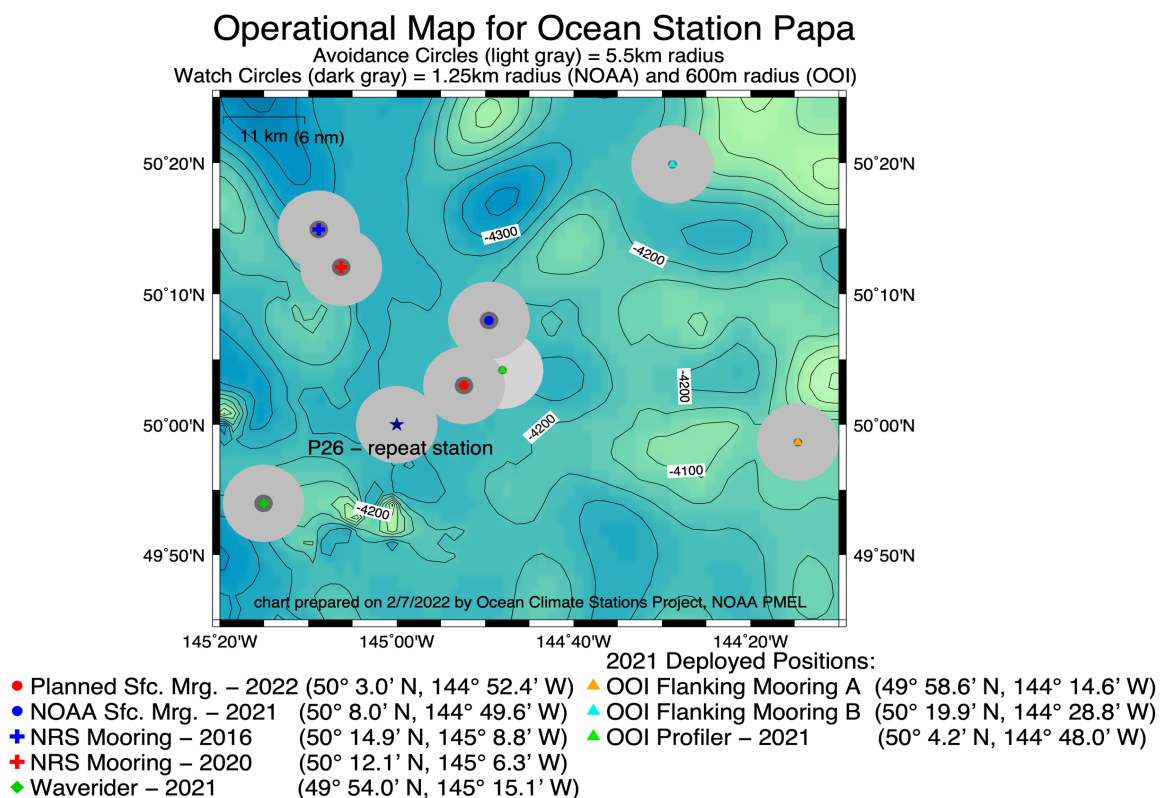 Operational Map for Ocean Station Papa
Avoidance Circles (light gray) = 5.5km radius
Watch Circles (dark gray) = 1.25km radius (NOAA) and 600m radius (OOI)
11 km (6 nm)
50°20'N
50°20'N
-4300
-4200
50°10'N
50°10'N
-4200
50°00'N
-4200
50°00'N
P26 – repeat station
-4100
-4200
49°50'N
49°50'N
chart prepared on 2/7/2022 by Ocean Climate Stations Project, NOAA PMEL
145°20'W
145°00'W
144°40'W
144°20'W
2021 Deployed Positions:
Planned Sfc. Mrg. – 2022 (50° 3.0’ N, 144° 52.4’ W)
OOI Flanking Mooring A (49° 58.6’ N, 144° 14.6’ W)
NOAA Sfc. Mrg. – 2021 (50° 8.0’ N, 144° 49.6’ W)
OOI Flanking Mooring B (50° 19.9’ N, 144° 28.8’ W)
NRS Mooring – 2016 (50° 14.9’ N, 145° 8.8’ W)
OOI Profiler – 2021 (50° 4.2’ N, 144° 48.0’ W)
NRS Mooring – 2020 (50° 12.1’ N, 145° 6.3’ W)
Waverider – 2021 (49° 54.0’ N, 145° 15.1’ W)